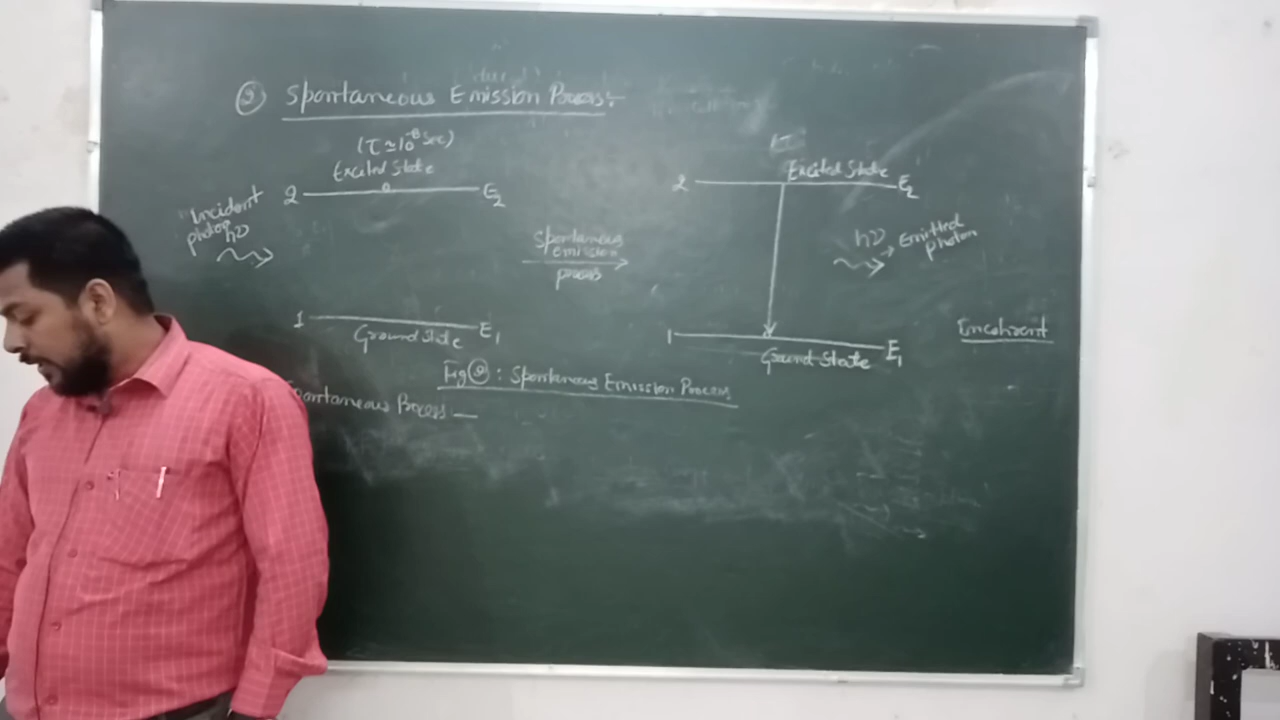 ② Spontaneous Emission Process:-
(τ ≃ 10⁻⁸ sec)
Excited State
2 E₂
Incident
photon
hν
1 E₁
Ground State
Spontaneous
emission
process
Excited State
2 E₂
hν → Emitted
photon
1 E₁
Ground State
Incoherent
Fig ② : Spontaneous Emission Process
Spontaneous Process —